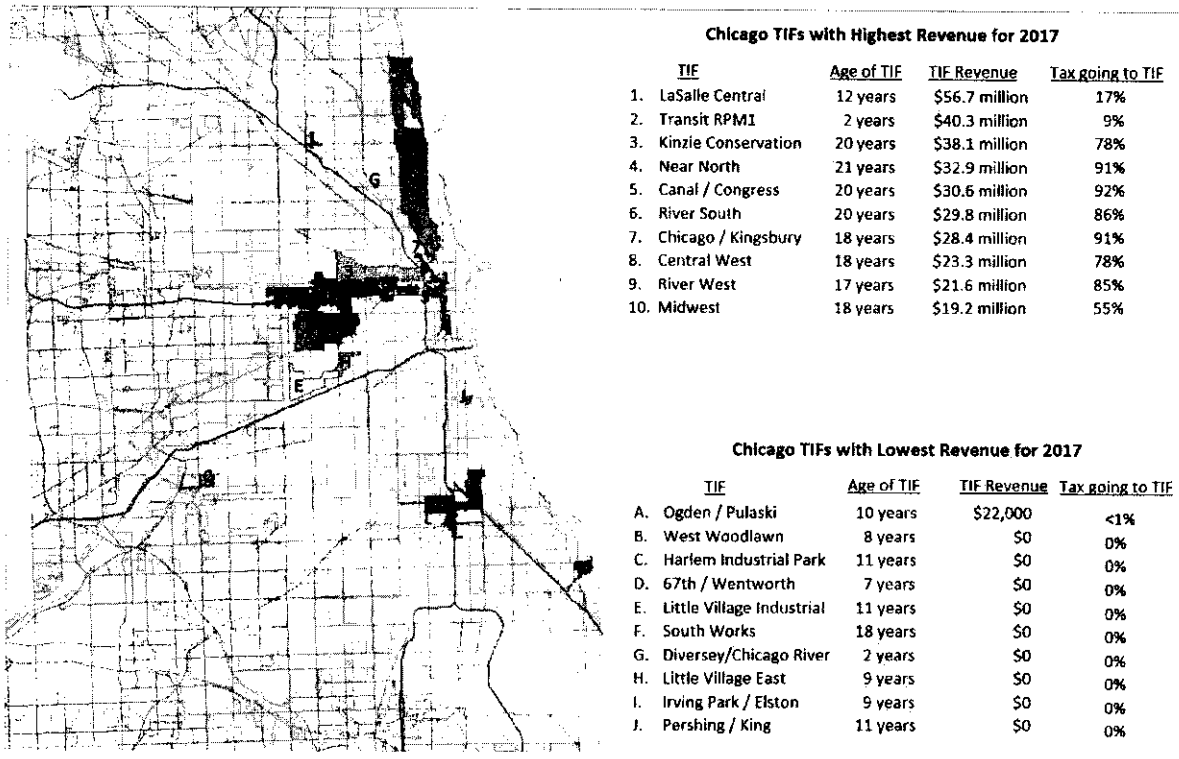 Chicago TIFs with Highest Revenue for 2017
TIF Age of TIF TIF Revenue Tax going to TIF
1. LaSalle Central 12 years $56.7 million 17%
2. Transit RPM1 2 years $40.3 million 9%
3. Kinzie Conservation 20 years $38.1 million 78%
4. Near North 21 years $32.9 million 91%
5. Canal / Congress 20 years $30.6 million 92%
6. River South 20 years $29.8 million 86%
7. Chicago / Kingsbury 18 years $28.4 million 91%
8. Central West 18 years $23.3 million 78%
9. River West 17 years $21.6 million 85%
10. Midwest 18 years $19.2 million 55%
G
E
Chicago TIFs with Lowest Revenue for 2017
TIF Age of TIF TIF Revenue Tax going to TIF
A. Ogden / Pulaski 10 years $22,000 <1%
B. West Woodlawn 8 years $0 0%
C. Harlem Industrial Park 11 years $0 0%
D. 67th / Wentworth 7 years $0 0%
E. Little Village Industrial 11 years $0 0%
F. South Works 18 years $0 0%
G. Diversey/Chicago River 2 years $0 0%
H. Little Village East 9 years $0 0%
I. Irving Park / Elston 9 years $0 0%
J. Pershing / King 11 years $0 0%